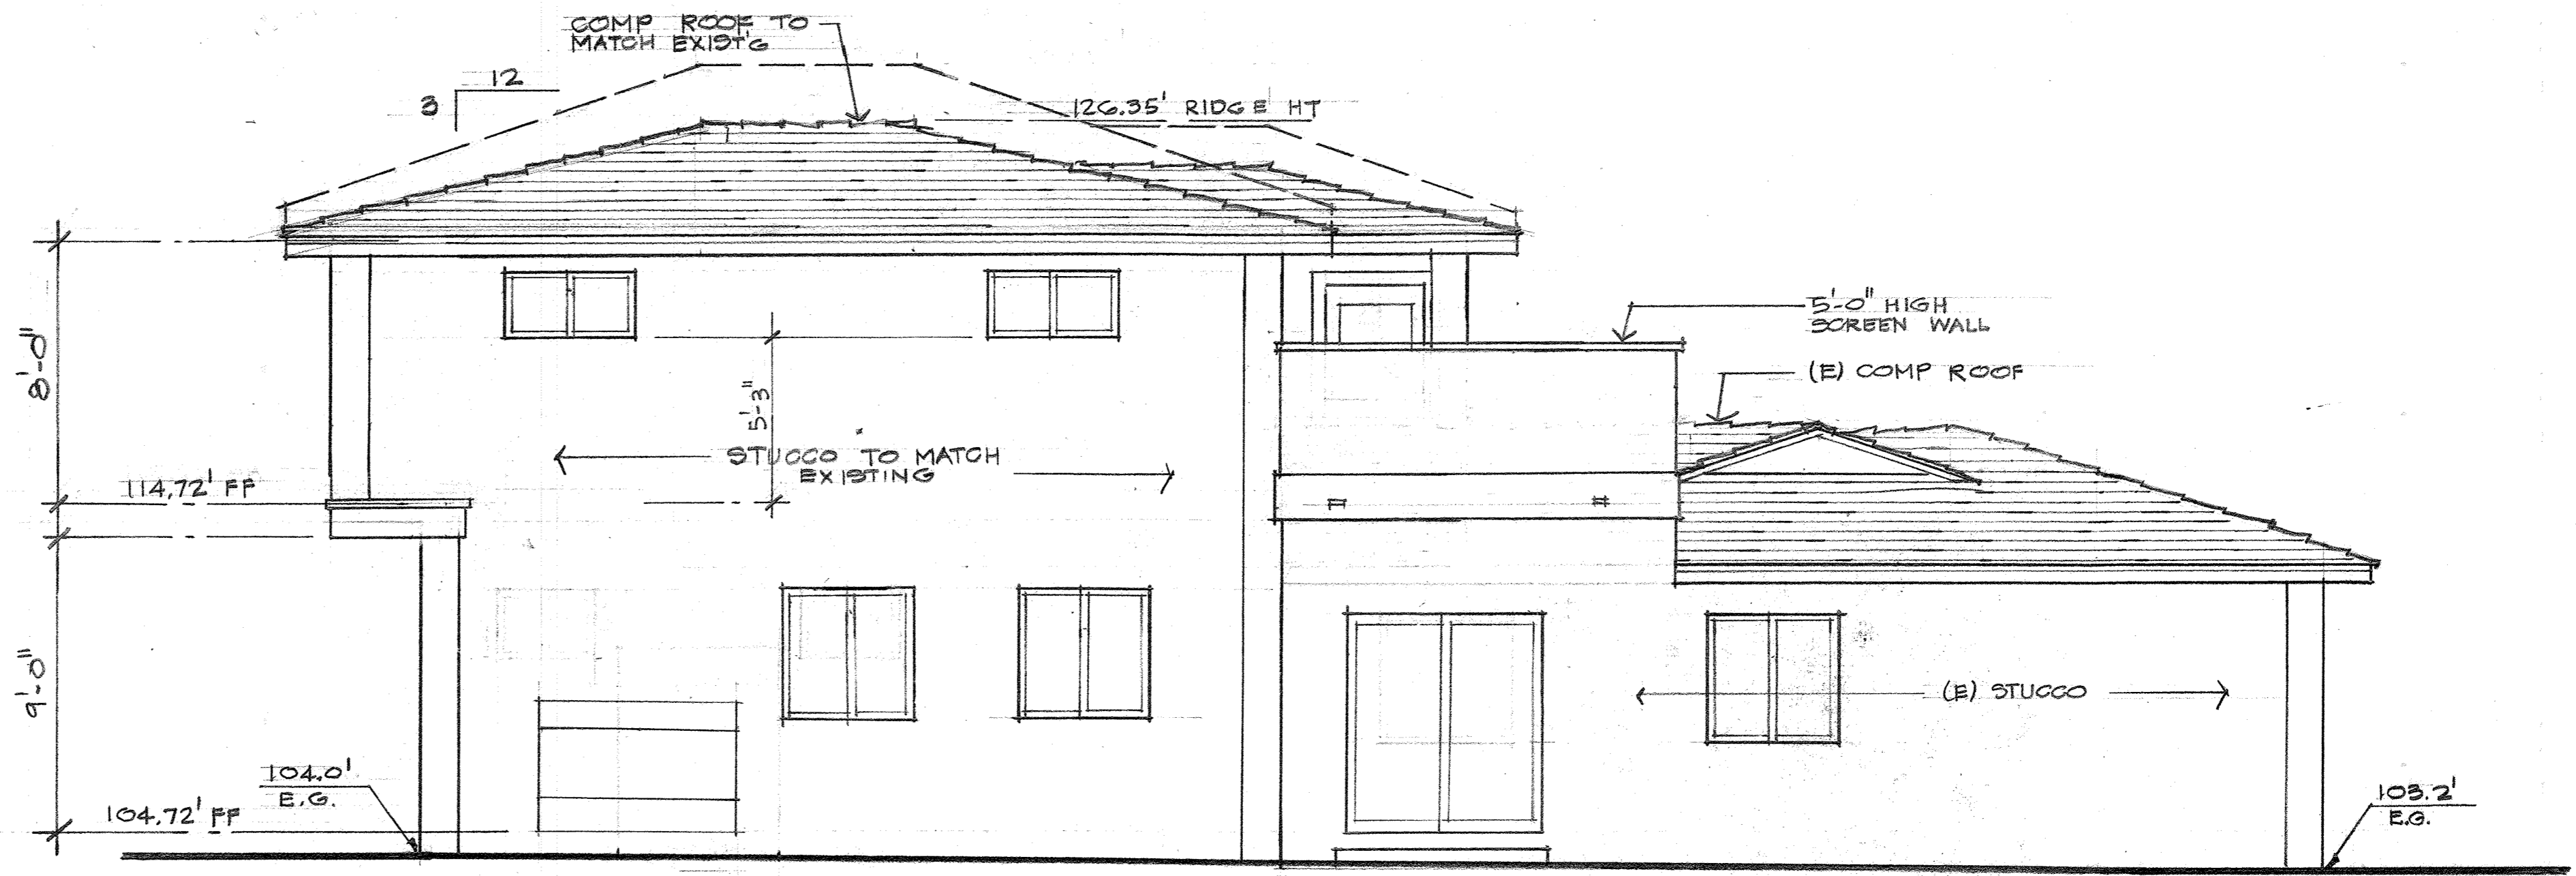 COMP ROOF TO
MATCH EXIST'G
12
3
126.35' RIDGE HT
5'-0" HIGH
SCREEN WALL
(E) COMP ROOF
8'-0"
5'-3"
STUCCO TO MATCH
EXISTING
114.72' FF
9'-0"
(E) STUCCO
104.0'
E.G.
104.72' FF
103.2'
E.G.